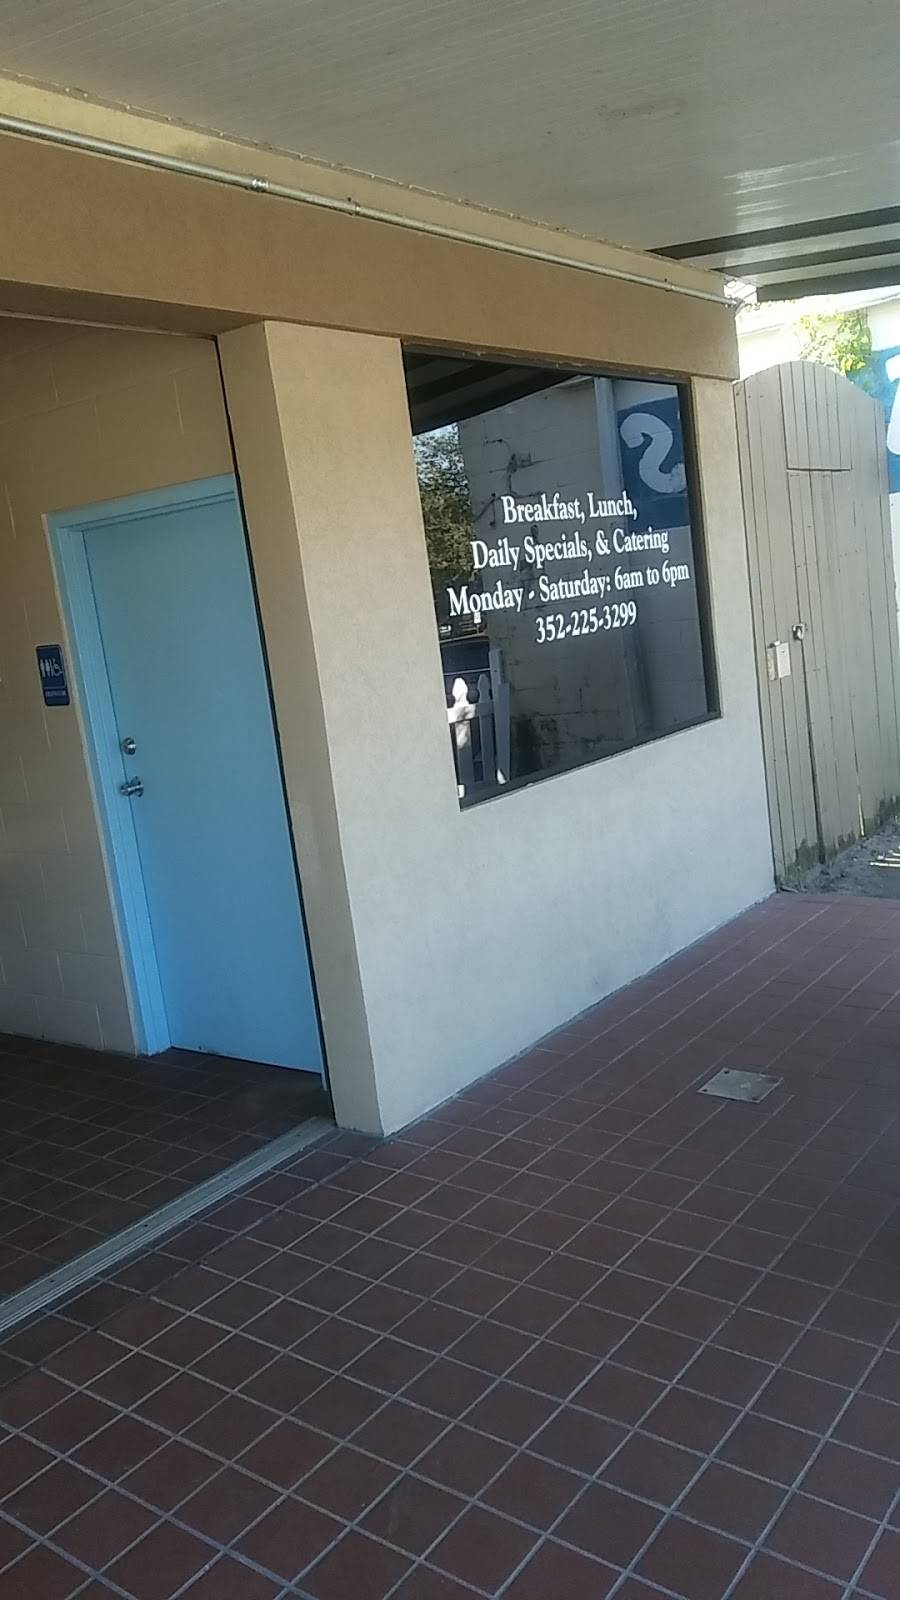 Breakfast, Lunch,
Daily Specials, & Catering
Monday - Saturday: 6am to 6pm
352-225-3299